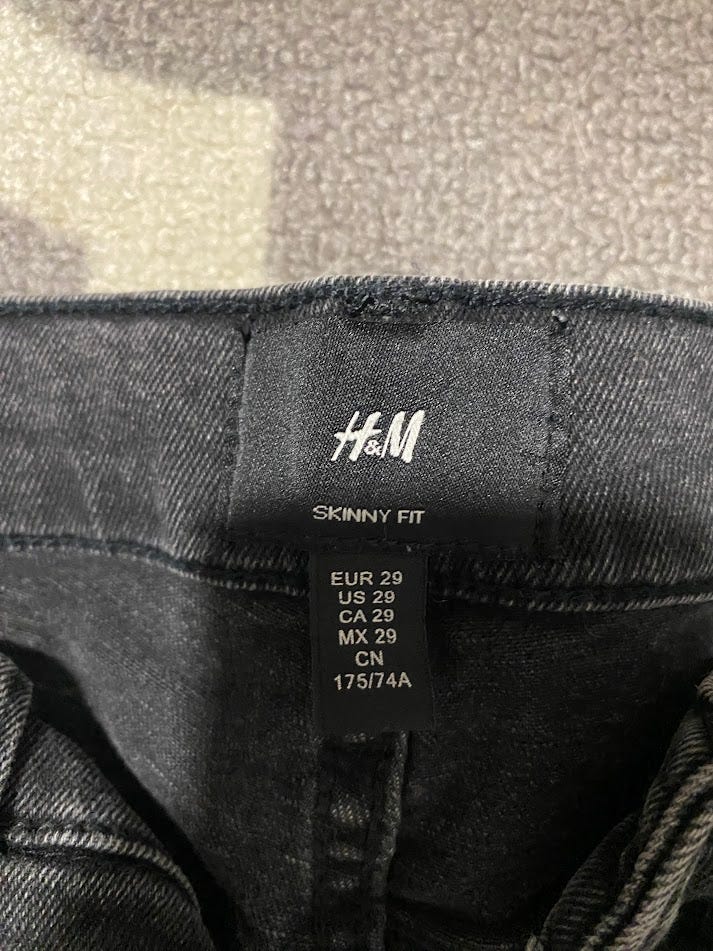 H&M
SKINNY FIT
EUR 29
US 29
CA 29
MX 29
CN
175/74A